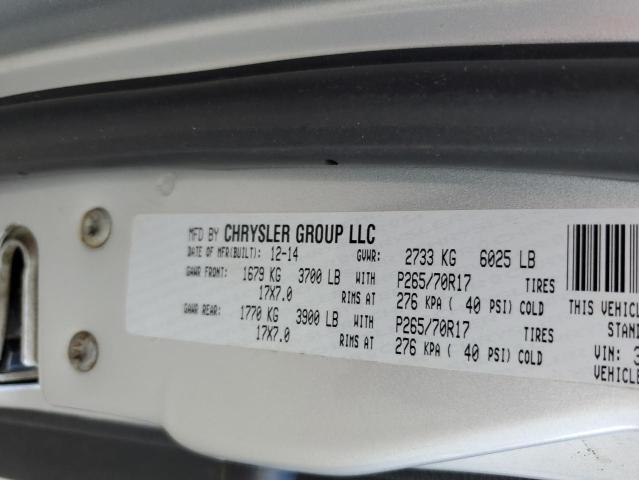 MFD BY CHRYSLER GROUP LLC
DATE OF MFR(BUILT): 12-14 GVWR: 2733 KG 6025 LB
GAWR FRONT: 1679 KG 3700 LB WITH P265/70R17 TIRES
17X7.0 RIMS AT 276 KPA ( 40 PSI) COLD
GAWR REAR: 1770 KG 3900 LB WITH P265/70R17 TIRES
17X7.0 RIMS AT 276 KPA ( 40 PSI) COLD
THIS VEHICL
STAN
VIN: 3
VEHICLE